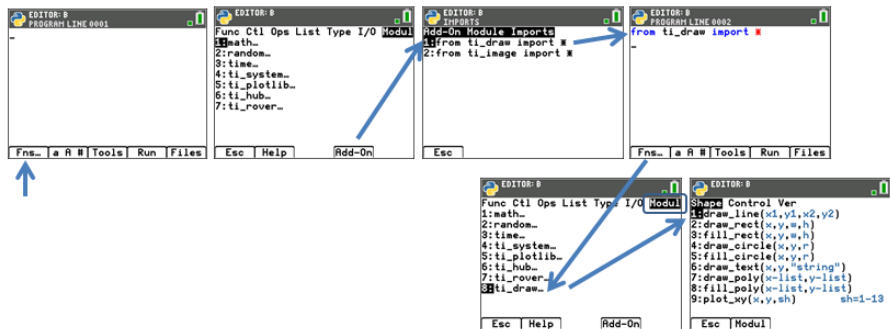 EDITOR: B
PROGRAM LINE 0001
Fns… a A # Tools Run Files
EDITOR: B
Func Ctl Ops List Type I/O Modul
1:math…
2:random…
3:time…
4:ti_system…
5:ti_plotlib…
6:ti_hub…
7:ti_rover…
Esc Help Add-On
EDITOR: B
IMPORTS
Add-On Module Imports
1:from ti_draw import *
2:from ti_image import *
Esc
EDITOR: B
PROGRAM LINE 0002
from ti_draw import *
Fns… a A # Tools Run Files
EDITOR: B
Func Ctl Ops List Type I/O Modul
1:math…
2:random…
3:time…
4:ti_system…
5:ti_plotlib…
6:ti_hub…
7:ti_rover…
8:ti_draw…
Esc Help Add-On
EDITOR: B
Shape Control Ver
1:draw_line(x1,y1,x2,y2)
2:draw_rect(x,y,w,h)
3:fill_rect(x,y,w,h)
4:draw_circle(x,y,r)
5:fill_circle(x,y,r)
6:draw_text(x,y,"string")
7:draw_poly(x-list,y-list)
8:fill_poly(x-list,y-list)
9:plot_xy(x,y,sh) sh=1-13
Esc Modul